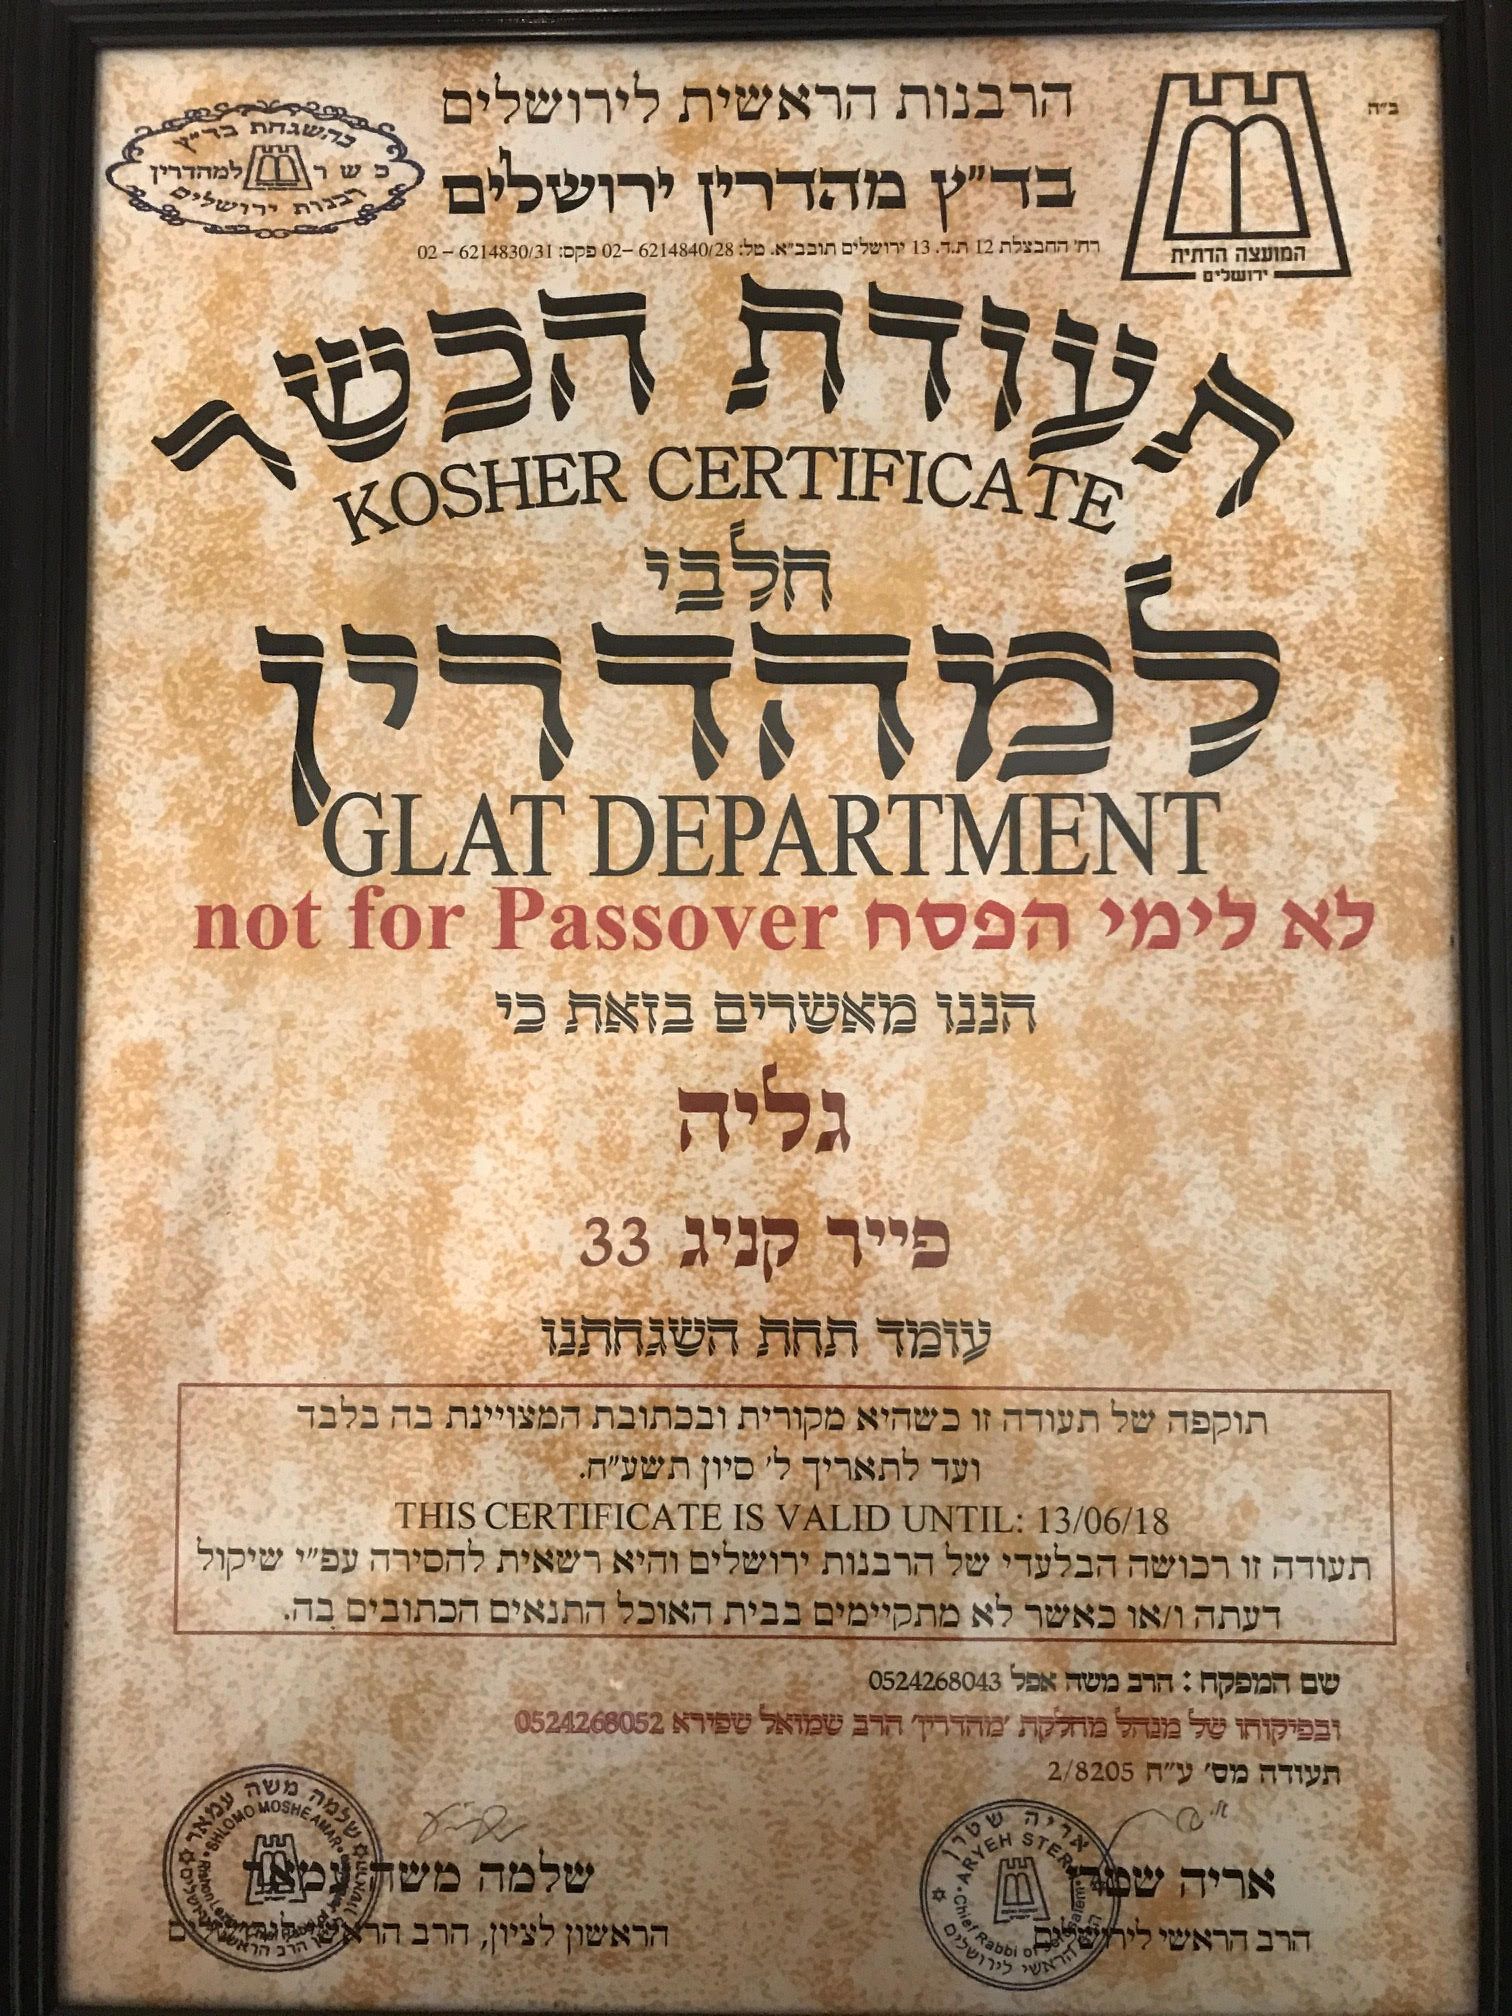 ב"ה
הרבנות הראשית לירושלים
בד"ץ מהדרין ירושלים
רח' החבצלת 12 ת.ד. 13 ירושלים תובב"א. טל: 6214840/28 –02 פקס: 6214830/31 – 02
המועצה הדתית
ירושלים
בהשגחת בד"ץ
כשר למהדרין
רבנות ירושלים
תעודת הכשר
KOSHER CERTIFICATE
חלבי
למהדרין
GLAT DEPARTMENT
not for Passover לא לימי הפסח
הננו מאשרים בזאת כי
גליה
פייר קניג 33
עומד תחת השגחתנו
תוקפה של תעודה זו כשהיא מקורית ובכתובת המצויינת בה בלבד
ועד לתאריך ל' סיון תשע"ח.
THIS CERTIFICATE IS VALID UNTIL: 13/06/18
תעודה זו רכושה הבלעדי של הרבנות ירושלים והיא רשאית להסירה עפ"י שיקול
דעתה ו/או כאשר לא מתקיימים בבית האוכל התנאים הכתובים בה.
שם המפקח : הרב משה אפל 0524268043
ובפיקוחו של מנהל מחלקת 'מהדרין' הרב שמואל שפירא 0524268052
תעודה מס' ע"ח 2/8205
אריה שטרן
הרב הראשי לירושלים
אריה שטרן
ARYEH STERN
Chief Rabbi of Jerusalem
הרב הראשי לירושלים
שלמה משה עמאר
הראשון לציון, הרב הראשי לירושלים
שלמה משה עמאר
SHLOMO MOSHE AMAR